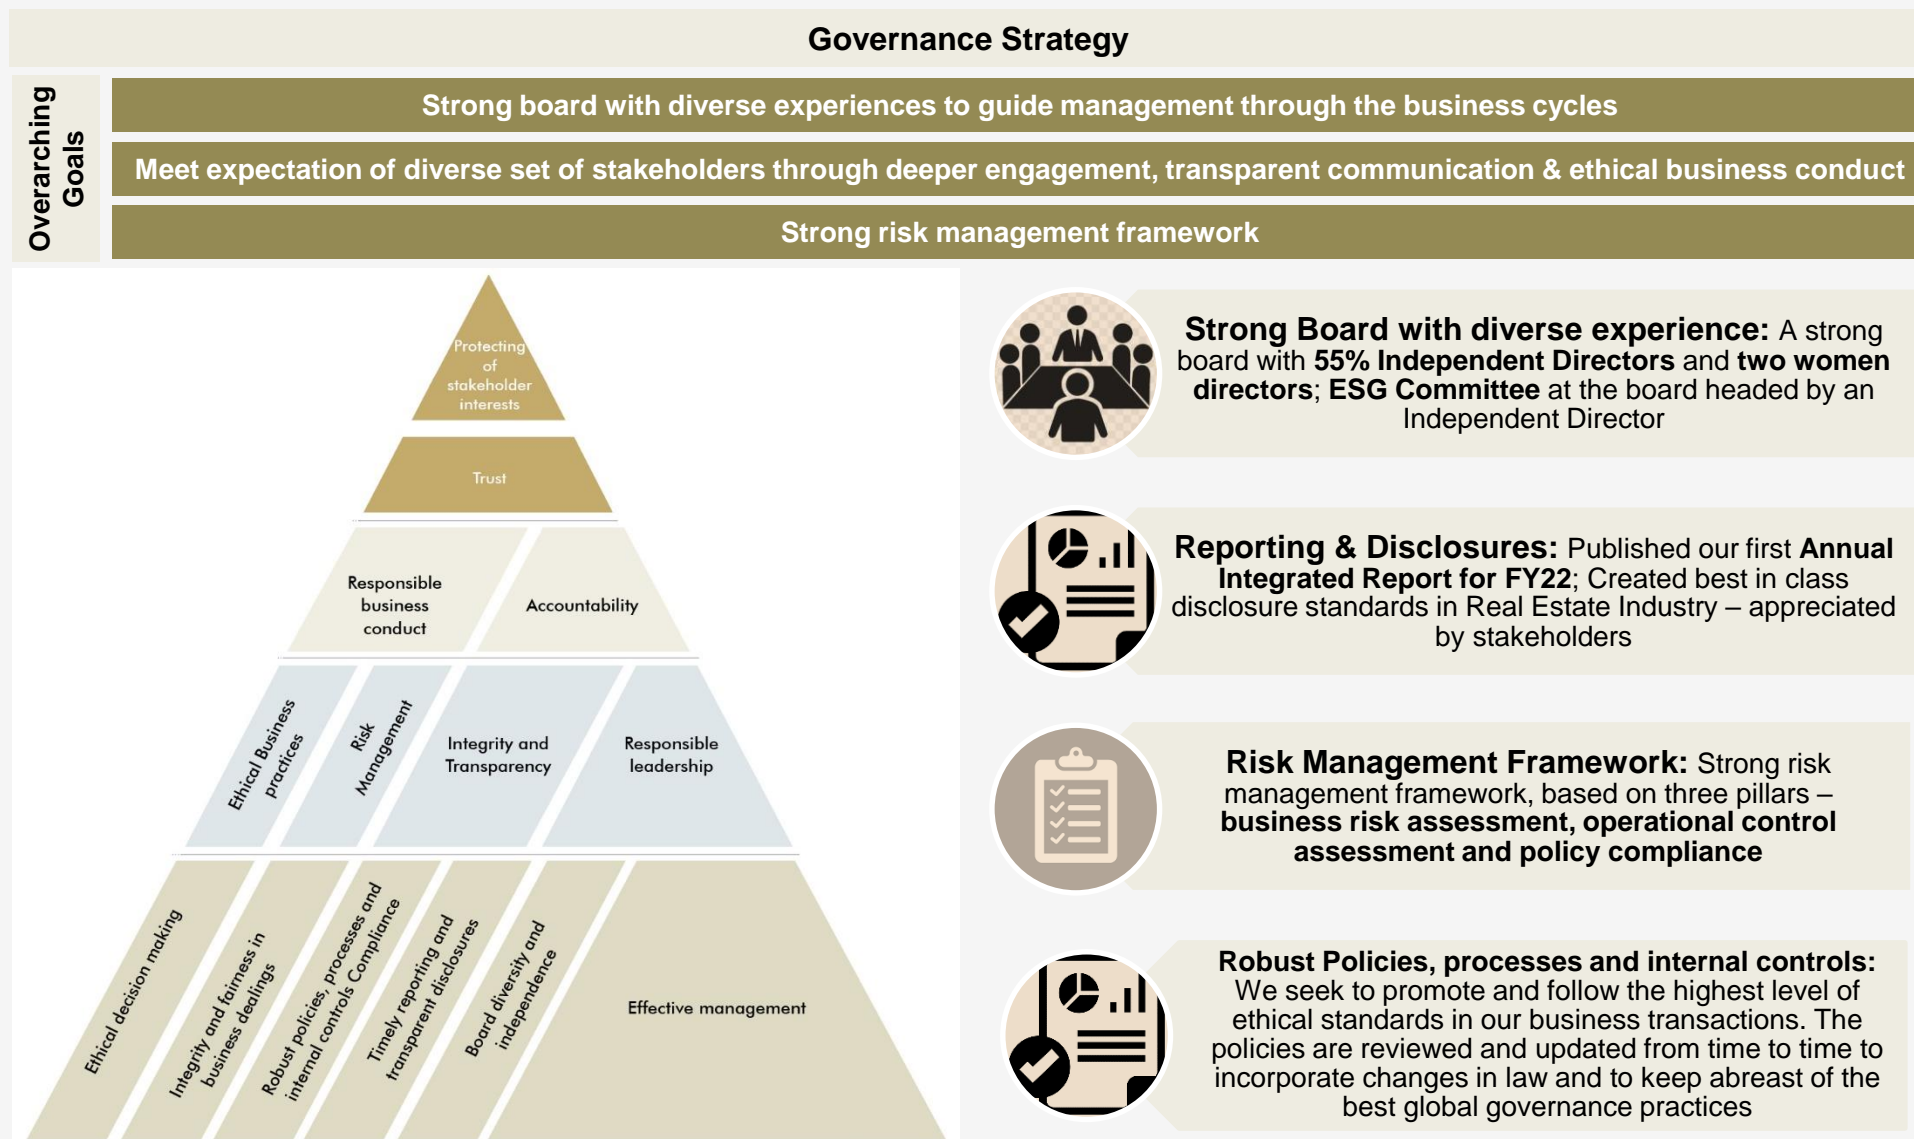 Governance Strategy
Overarching
Goals
Strong board with diverse experiences to guide management through the business cycles
Meet expectation of diverse set of stakeholders through deeper engagement, transparent communication & ethical business conduct
Strong risk management framework
Protecting
of
stakeholder
interests
Trust
Responsible
business
conduct
Accountability
Ethical Business
practices
Risk
Management
Integrity and
Transparency
Responsible
leadership
Ethical decision making
Integrity and fairness in
business dealings
Robust policies, processes and
internal controls Compliance
Timely reporting and
transparent disclosures
Board diversity and
independence
Effective management
Strong Board with diverse experience: A strong
board with 55% Independent Directors and two women
directors; ESG Committee at the board headed by an
Independent Director
Reporting & Disclosures: Published our first Annual
Integrated Report for FY22; Created best in class
disclosure standards in Real Estate Industry – appreciated
by stakeholders
Risk Management Framework: Strong risk
management framework, based on three pillars –
business risk assessment, operational control
assessment and policy compliance
Robust Policies, processes and internal controls:
We seek to promote and follow the highest level of
ethical standards in our business transactions. The
policies are reviewed and updated from time to time to
incorporate changes in law and to keep abreast of the
best global governance practices